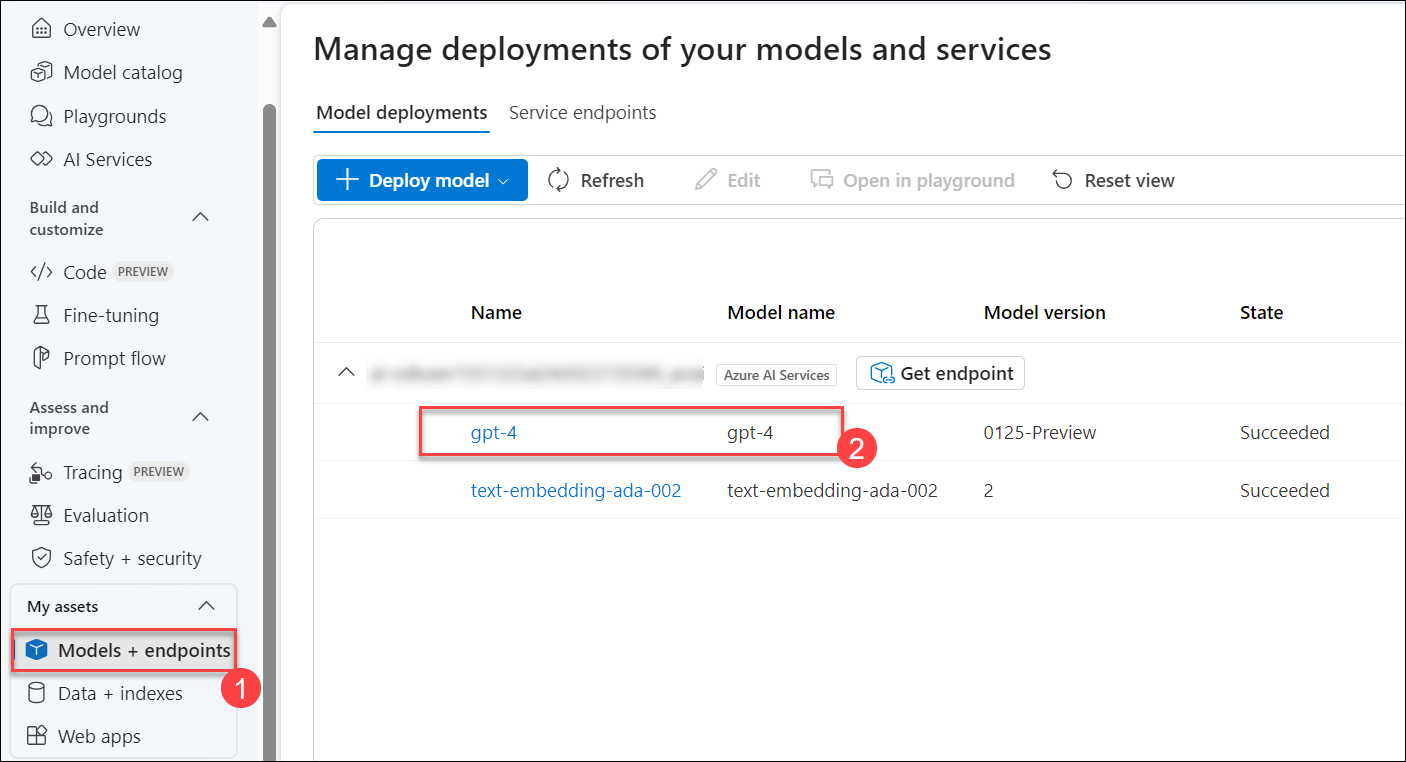 Overview
Model catalog
Playgrounds
AI Services
Build and
customize
Code PREVIEW
Fine-tuning
Prompt flow
Assess and
improve
Tracing PREVIEW
Evaluation
Safety + security
My assets
Models + endpoints
1
Data + indexes
Web apps
Manage deployments of your models and services
Model deployments Service endpoints
Deploy model Refresh Edit Open in playground Reset view
Name Model name Model version State
Azure AI Services Get endpoint
gpt-4 gpt-4 0125-Preview Succeeded
2
text-embedding-ada-002 text-embedding-ada-002 2 Succeeded